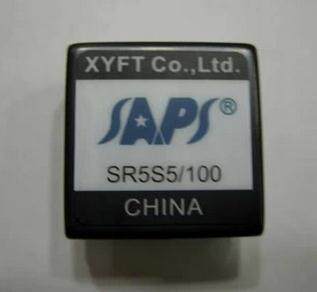 XYFT Co.,Ltd.
SAPS®
SR5S5/100
CHINA